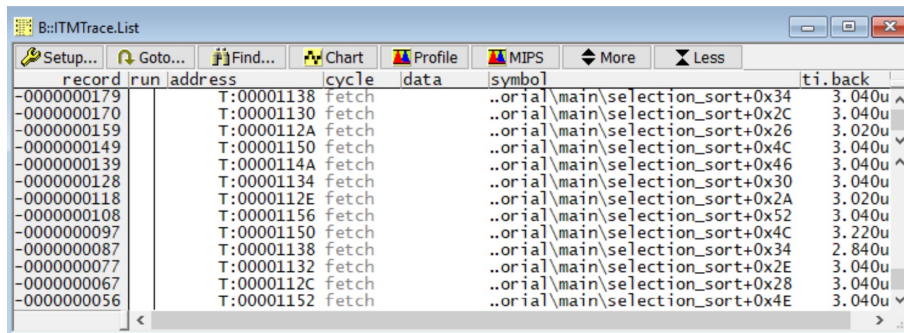 B::ITMTrace.List
Setup... Goto... Find... Chart Profile MIPS More Less
record run address cycle data symbol ti.back
-0000000179 T:00001138 fetch ..orial\main\selection_sort+0x34 3.040u
-0000000170 T:00001130 fetch ..orial\main\selection_sort+0x2C 3.040u
-0000000159 T:0000112A fetch ..orial\main\selection_sort+0x26 3.020u
-0000000149 T:00001150 fetch ..orial\main\selection_sort+0x4C 3.040u
-0000000139 T:0000114A fetch ..orial\main\selection_sort+0x46 3.040u
-0000000128 T:00001134 fetch ..orial\main\selection_sort+0x30 3.040u
-0000000118 T:0000112E fetch ..orial\main\selection_sort+0x2A 3.020u
-0000000108 T:00001156 fetch ..orial\main\selection_sort+0x52 3.040u
-0000000097 T:00001150 fetch ..orial\main\selection_sort+0x4C 3.220u
-0000000087 T:00001138 fetch ..orial\main\selection_sort+0x34 2.840u
-0000000077 T:00001132 fetch ..orial\main\selection_sort+0x2E 3.040u
-0000000067 T:0000112C fetch ..orial\main\selection_sort+0x28 3.040u
-0000000056 T:00001152 fetch ..orial\main\selection_sort+0x4E 3.040u